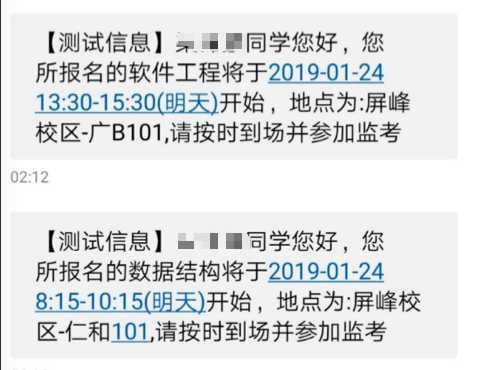 【测试信息】 同学您好，您
所报名的软件工程将于2019-01-24
13:30-15:30(明天)开始，地点为:屏峰
校区-广B101,请按时到场并参加监考
02:12
【测试信息】 同学您好，您
所报名的数据结构将于2019-01-24
8:15-10:15(明天)开始，地点为:屏峰校
区-仁和101,请按时到场并参加监考